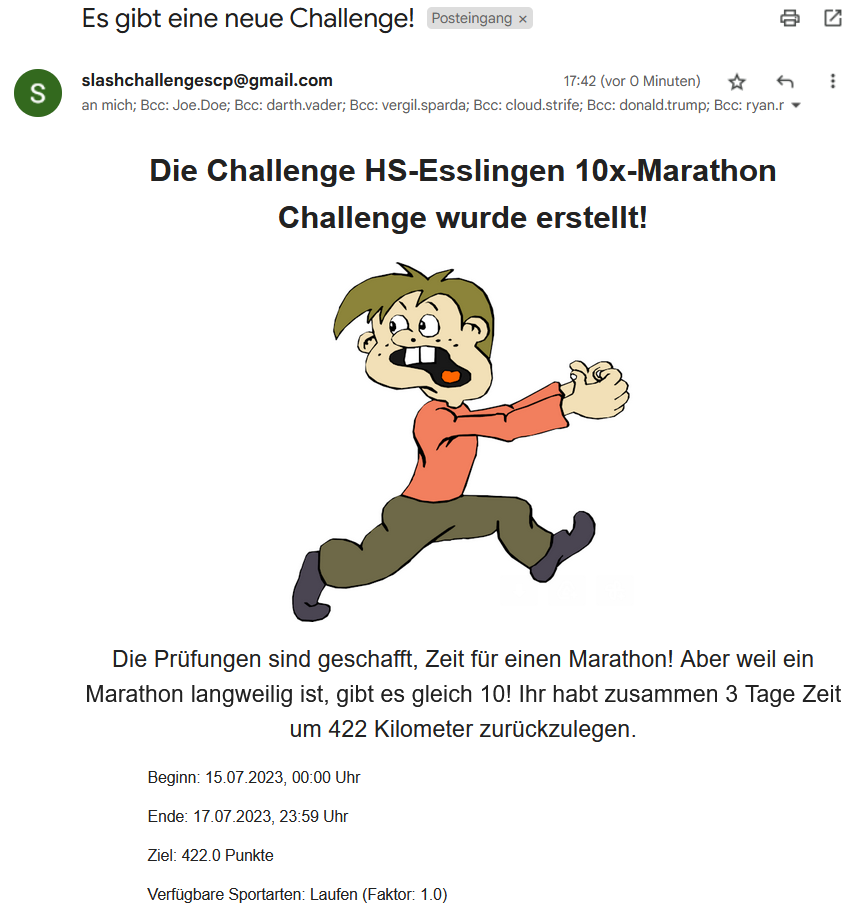 Es gibt eine neue Challenge! Posteingang ×
S
slashchallengescp@gmail.com 17:42 (vor 0 Minuten)
an mich; Bcc: Joe.Doe; Bcc: darth.vader; Bcc: vergil.sparda; Bcc: cloud.strife; Bcc: donald.trump; Bcc: ryan.r
Die Challenge HS-Esslingen 10x-Marathon
Challenge wurde erstellt!
Die Prüfungen sind geschafft, Zeit für einen Marathon! Aber weil ein
Marathon langweilig ist, gibt es gleich 10! Ihr habt zusammen 3 Tage Zeit
um 422 Kilometer zurückzulegen.
Beginn: 15.07.2023, 00:00 Uhr
Ende: 17.07.2023, 23:59 Uhr
Ziel: 422.0 Punkte
Verfügbare Sportarten: Laufen (Faktor: 1.0)